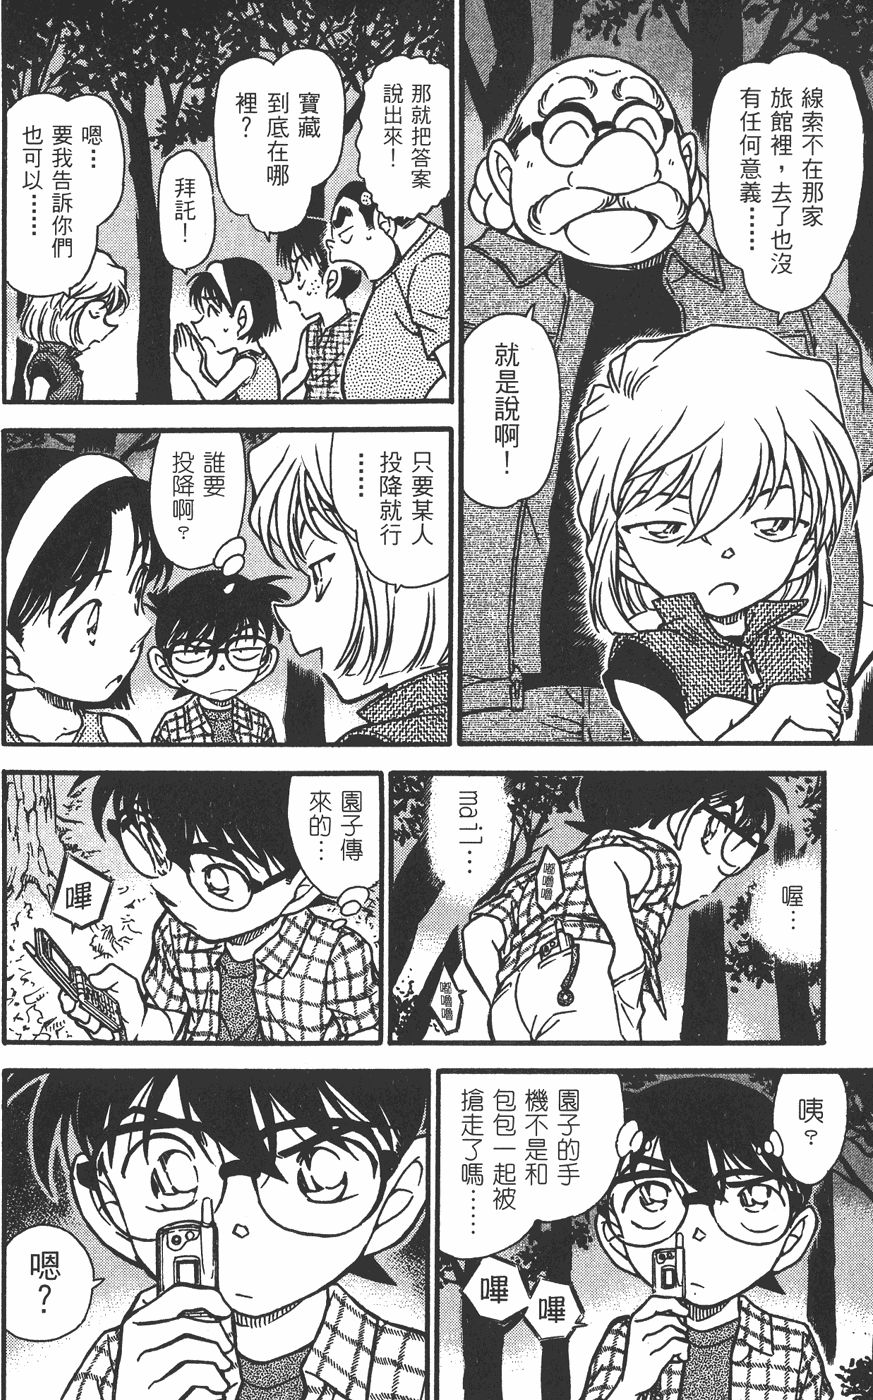 線索不在那家
旅館裡，去了也沒
有任何意義……
就是說啊！
那就把答案
說出來！
寶藏
到底在哪
裡？
拜託！
嗯…
要我告訴你們
也可以……
只要某人
投降就行
……
誰要
投降啊？
喔…
mail…
嘟嚕嚕
嘟嚕嚕
園子傳
來的…
嗶
咦？
園子的手
機不是和
包包一起被
搶走了嗎……
嗶
嗶
嗯？